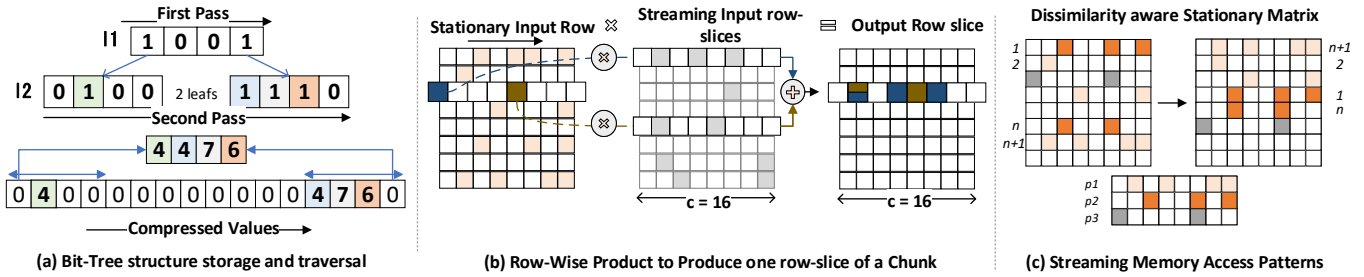 First Pass
I1 1 0 0 1
I2 0 1 0 0 2 leafs 1 1 1 0
Second Pass
4 4 7 6
0 4 0 0 0 0 0 0 0 0 0 0 4 7 6 0
Compressed Values
(a) Bit-Tree structure storage and traversal
Stationary Input Row
Streaming Input row-
slices
Output Row slice
c = 16
c = 16
(b) Row-Wise Product to Produce one row-slice of a Chunk
Dissimilarity aware Stationary Matrix
1
2
n
n+1
n+1
2
1
n
p1
p2
p3
(c) Streaming Memory Access Patterns